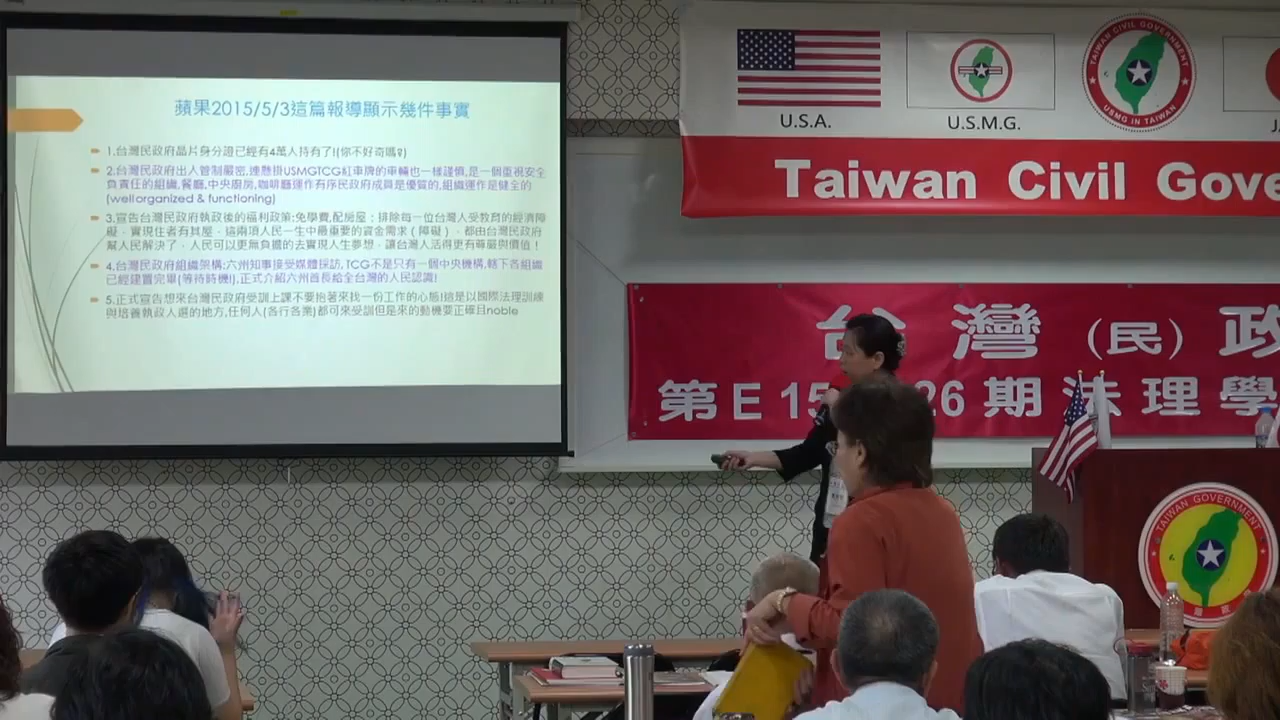 蘋果2015/5/3這篇報導顯示幾件事實
1.台灣民政府晶片身分證已經有4萬人持有了!(你不好奇嗎?)
2.台灣民政府出入管制嚴密,連懸掛USMGTCG紅車牌的車輛也一樣謹慎,是一個重視安全
負責任的組織,餐廳,中央廚房,咖啡廳運作有序民政府成員是優質的,組織運作是健全的
(well organized & functioning)
3.宣告台灣民政府執政後的福利政策:免學費,配房屋；排除每一位台灣人受教育的經濟障
礙，實現住者有其屋，這兩項人民一生中最重要的資金需求（障礙），都由台灣民政府
幫人民解決了，人民可以更無負擔的去實現人生夢想，讓台灣人活得更有尊嚴與價值！
4.台灣民政府組織架構:六州知事接受媒體採訪, TCG不是只有一個中央機構,轄下各組織
已經建置完畢(等待時機!),正式介紹六州首長給全台灣的人民認識!
5.正式宣告想來台灣民政府受訓上課不要抱著來找一份工作的心態!這是以國際法理訓練
與培養執政人選的地方,任何人(各行各業)都可來受訓但是來的動機要正確且noble
U.S.A.
U.S.M.G.
TAIWAN CIVIL GOVERNMENT
USMG IN TAIWAN
J
Taiwan Civil Gove
台灣（民）政
第E15 26期法理學
TAIWAN GOVERNMENT